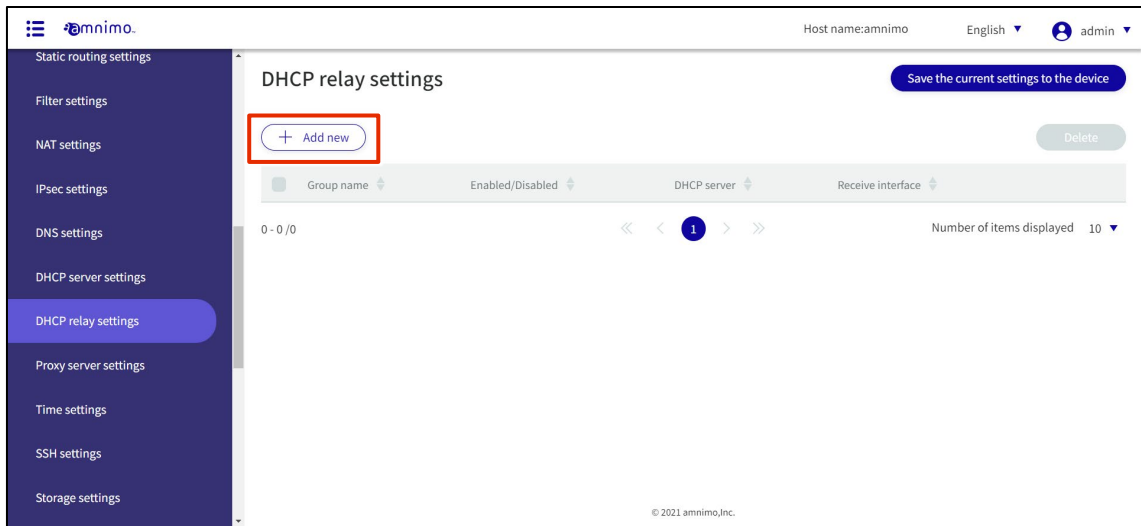 amnimo
Host name:amnimo
English
admin
Static routing settings
Filter settings
NAT settings
IPsec settings
DNS settings
DHCP server settings
DHCP relay settings
Proxy server settings
Time settings
SSH settings
Storage settings
DHCP relay settings
Save the current settings to the device
+ Add new
Delete
Group name Enabled/Disabled DHCP server Receive interface
0 - 0 /0 « < 1 > » Number of items displayed 10
© 2021 amnimo,Inc.